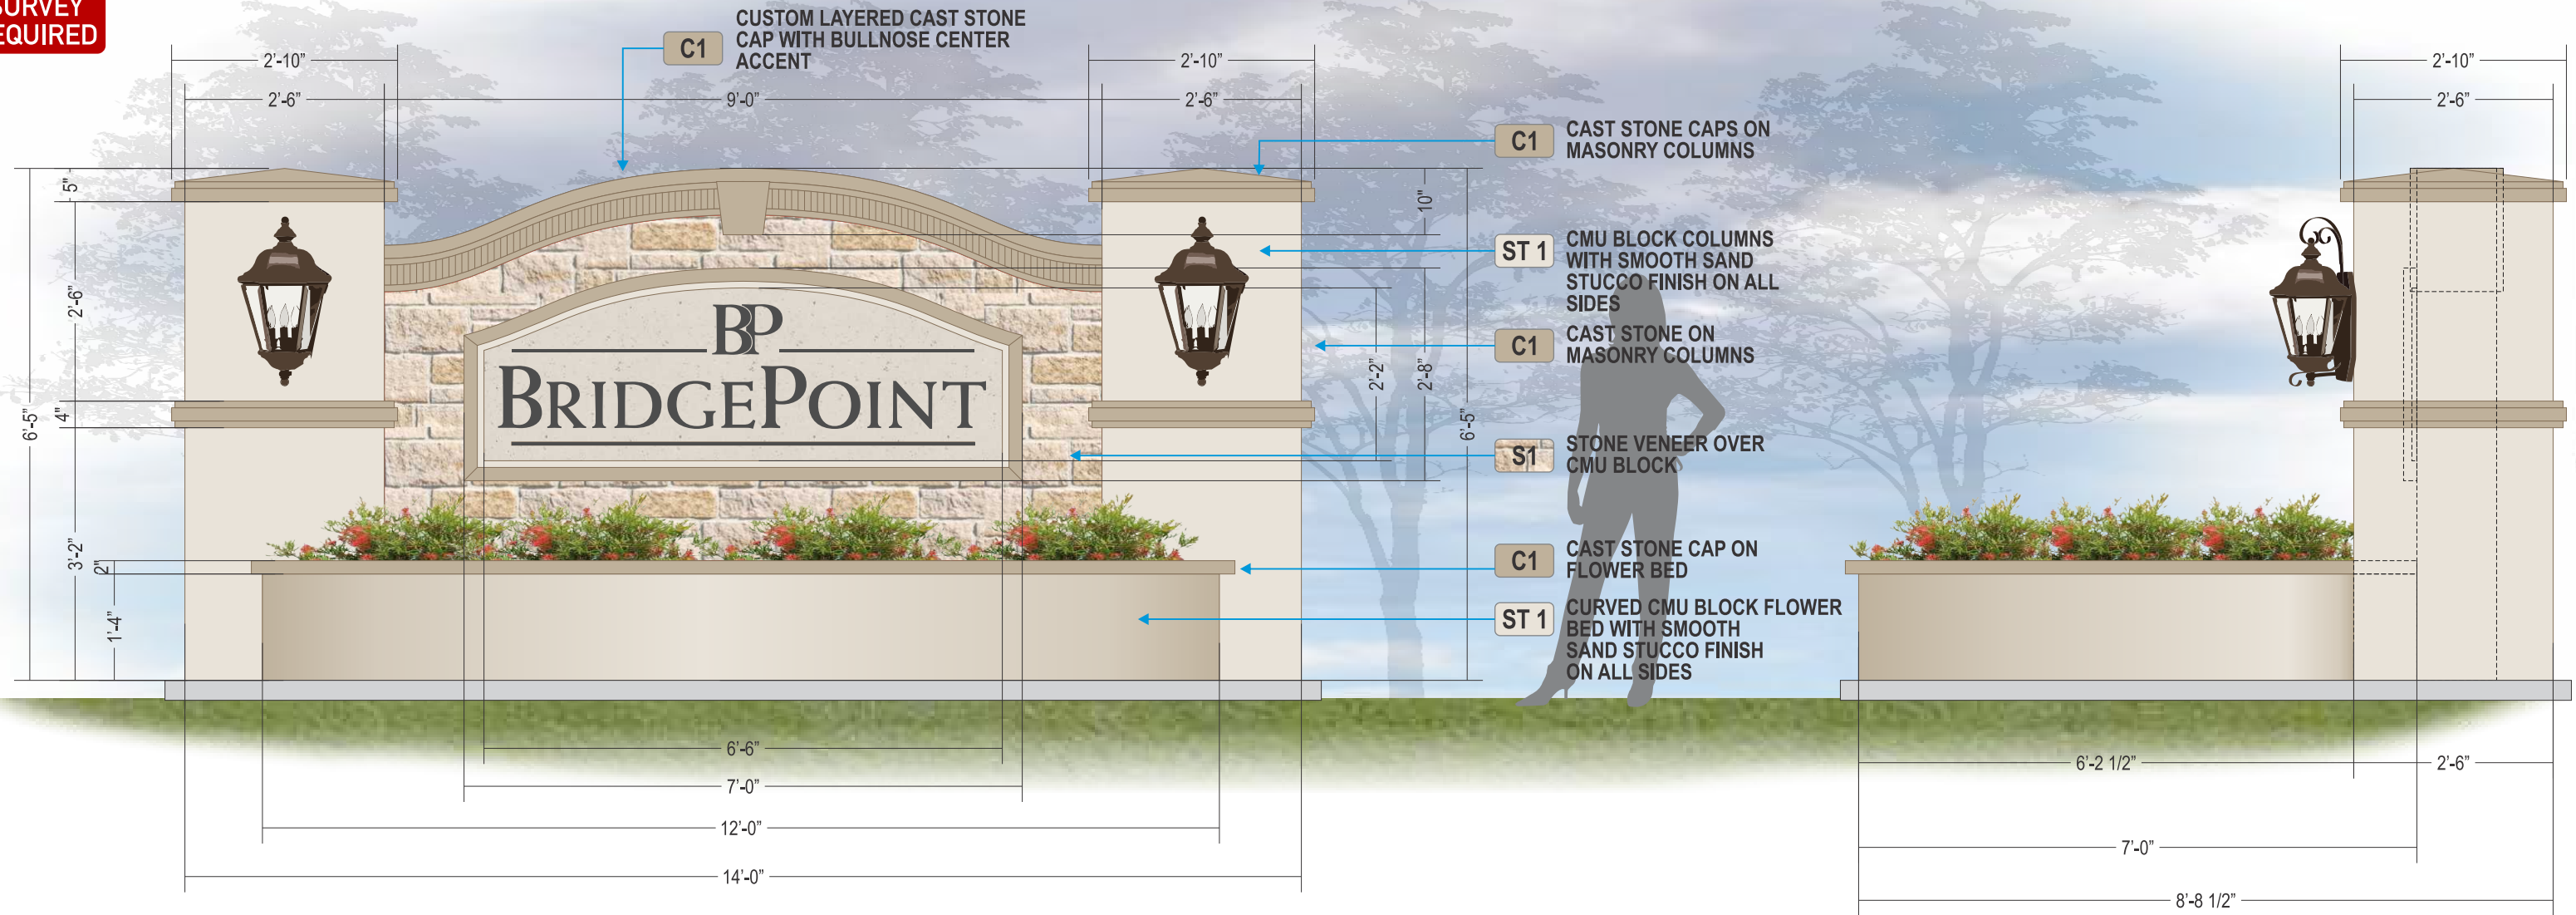 SURVEY
REQUIRED
C1
CUSTOM LAYERED CAST STONE
CAP WITH BULLNOSE CENTER
ACCENT
2’-10”
2’-10”
2’-10”
2’-6”
9’-0”
2’-6”
2’-6”
C1
CAST STONE CAPS ON
MASONRY COLUMNS
5"
10"
ST 1
CMU BLOCK COLUMNS
WITH SMOOTH SAND
STUCCO FINISH ON ALL
SIDES
2’-6”
BP
BRIDGEPOINT
C1
CAST STONE ON
MASONRY COLUMNS
2’-2”
2’-8”
6’-5”
4"
6’-5”
S1
STONE VENEER OVER
CMU BLOCK
3’-2”
2"
1’-4”
C1
CAST STONE CAP ON
FLOWER BED
ST 1
CURVED CMU BLOCK FLOWER
BED WITH SMOOTH
SAND STUCCO FINISH
ON ALL SIDES
6’-6”
7’-0”
12’-0”
14’-0”
6’-2 1/2”
2’-6”
7’-0”
8’-8 1/2”